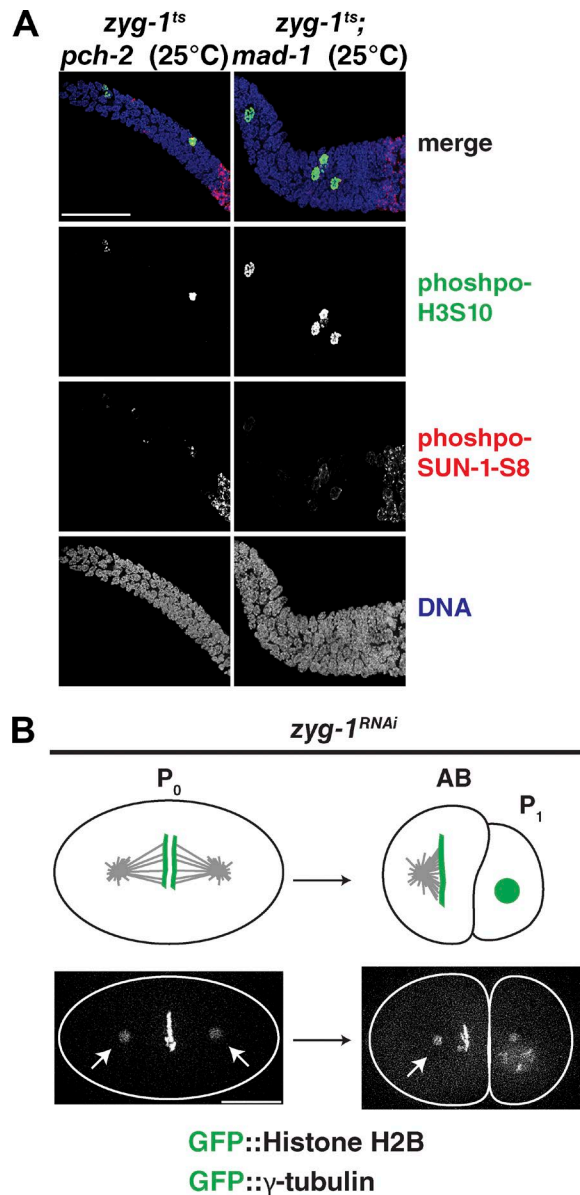 A
zyg-1ts zyg-1ts;
pch-2 (25°C) mad-1 (25°C)
merge
phoshpo-
H3S10
phoshpo-
SUN-1-S8
DNA
B
zyg-1RNAi
P0 AB
P1
GFP::Histone H2B
GFP::γ-tubulin